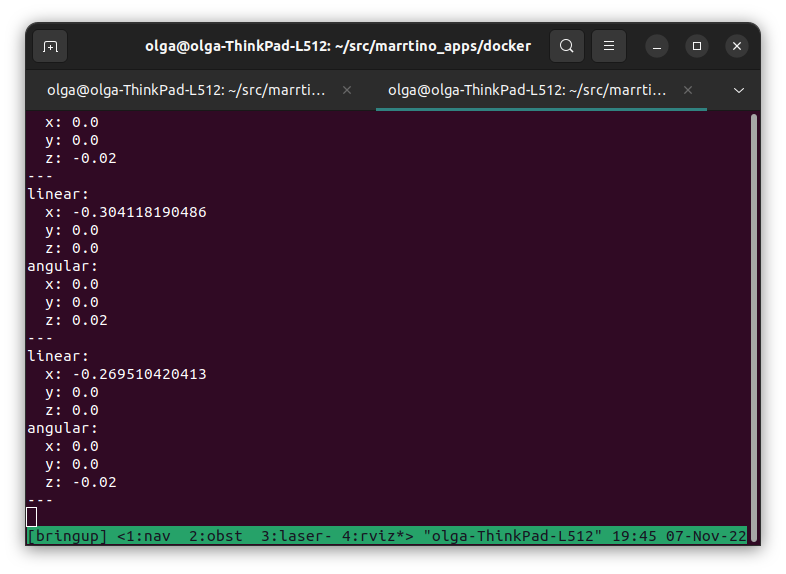 olga@olga-ThinkPad-L512: ~/src/marrtino_apps/docker
olga@olga-ThinkPad-L512: ~/src/marrti...
olga@olga-ThinkPad-L512: ~/src/marrti...
  x: 0.0
  y: 0.0
  z: -0.02
---
linear:
  x: -0.304118190486
  y: 0.0
  z: 0.0
angular:
  x: 0.0
  y: 0.0
  z: 0.02
---
linear:
  x: -0.269510420413
  y: 0.0
  z: 0.0
angular:
  x: 0.0
  y: 0.0
  z: -0.02
---
[bringup] <1:nav  2:obst  3:laser- 4:rviz*> "olga-ThinkPad-L512" 19:45 07-Nov-22